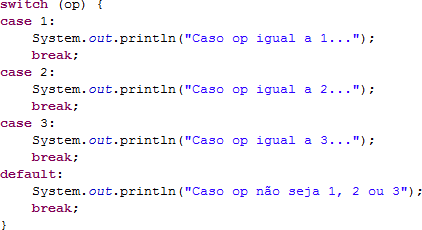 switch (op) {
case 1:
    System.out.println("Caso op igual a 1...");
    break;
case 2:
    System.out.println("Caso op igual a 2...");
    break;
case 3:
    System.out.println("Caso op igual a 3...");
    break;
default:
    System.out.println("Caso op não seja 1, 2 ou 3");
    break;
}